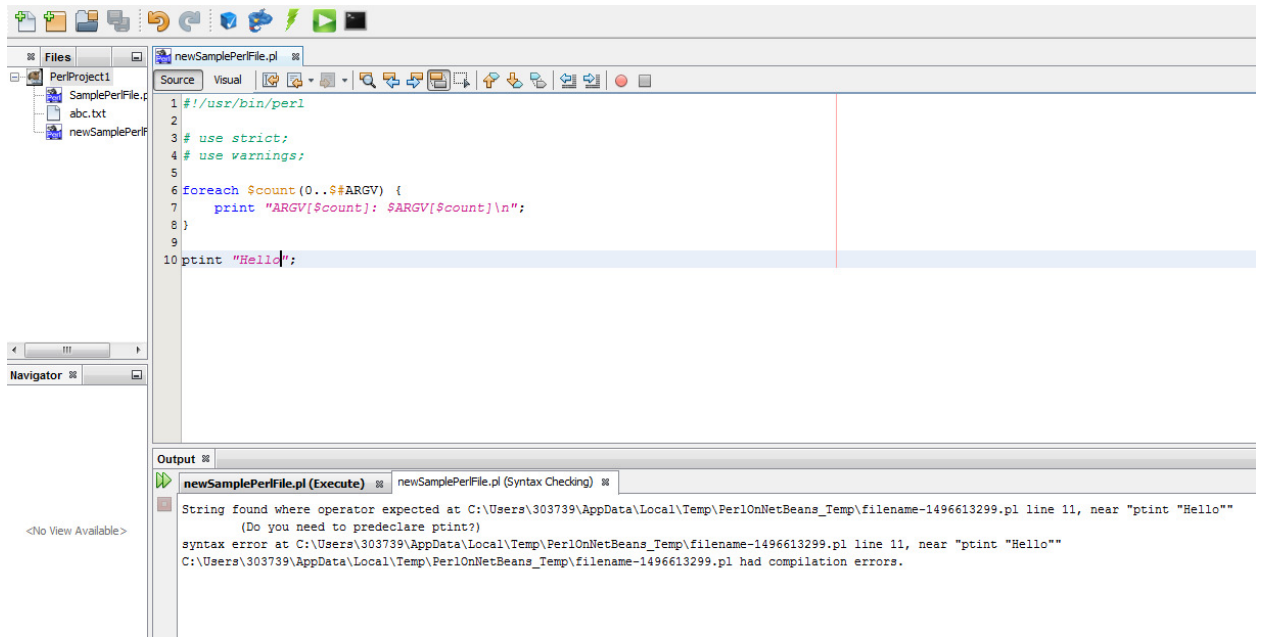 Files
PerlProject1
SamplePerlFile.p
abc.txt
newSamplePerlF
newSamplePerlFile.pl
Source Visual
1 #!/usr/bin/perl
2
3 # use strict;
4 # use warnings;
5
6 foreach $count(0..$#ARGV) {
7 print "ARGV[$count]: $ARGV[$count]\n";
8 }
9
10 ptint "Hello";
Navigator
<No View Available>
Output
newSamplePerlFile.pl (Execute) newSamplePerlFile.pl (Syntax Checking)
String found where operator expected at C:\Users\303739\AppData\Local\Temp\PerlOnNetBeans_Temp\filename-1496613299.pl line 11, near "ptint "Hello""
(Do you need to predeclare ptint?)
syntax error at C:\Users\303739\AppData\Local\Temp\PerlOnNetBeans_Temp\filename-1496613299.pl line 11, near "ptint "Hello""
C:\Users\303739\AppData\Local\Temp\PerlOnNetBeans_Temp\filename-1496613299.pl had compilation errors.